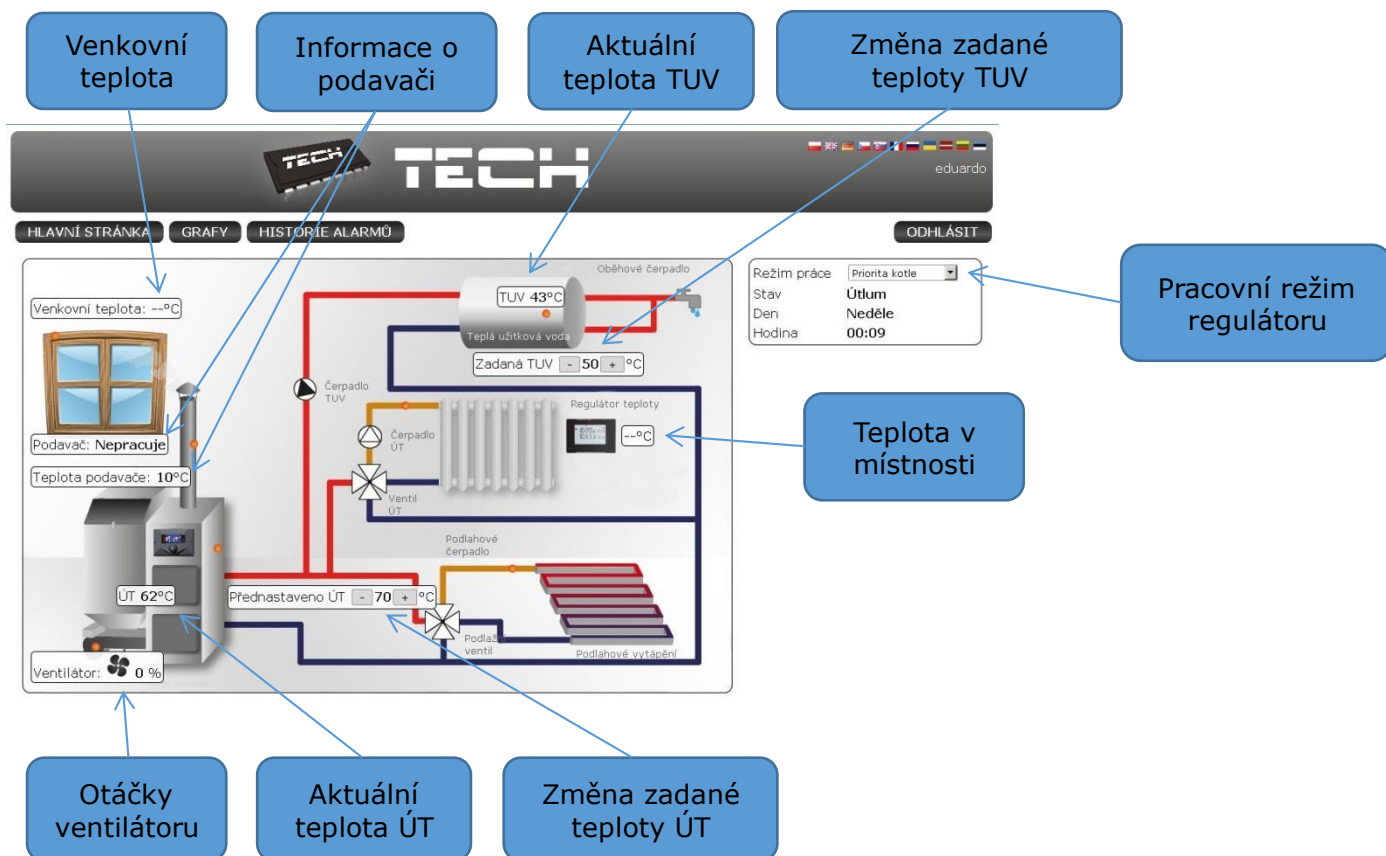 Venkovní
teplota
Informace o
podavači
Aktuální
teplota TUV
Změna zadané
teploty TUV
TECH
TECH
eduardo
HLAVNÍ STRÁNKA
GRAFY
HISTORIE ALARMŮ
ODHLÁSIT
Oběhové čerpadlo
Režim práce Priorita kotle
Stav Útlum
Den Neděle
Hodina 00:09
Pracovní režim
regulátoru
Venkovní teplota: --°C
TUV 43°C
Teplá užitková voda
Zadaná TUV - 50 + °C
Čerpadlo
TUV
Regulátor teploty
--°C
Čerpadlo
ÚT
Teplota v
místnosti
Podavač: Nepracuje
Teplota podavače: 10°C
Ventil
ÚT
Podlahové
čerpadlo
ÚT 62°C
Přednastaveno ÚT - 70 + °C
Podlažní
ventil
Podlahové vytápění
Ventilátor: 0 %
Otáčky
ventilátoru
Aktuální
teplota ÚT
Změna zadané
teploty ÚT